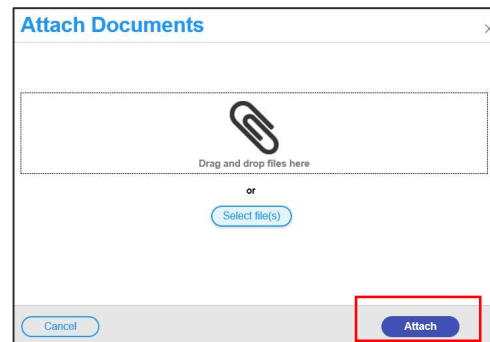 Attach Documents
Drag and drop files here
or
Select file(s)
Cancel
Attach